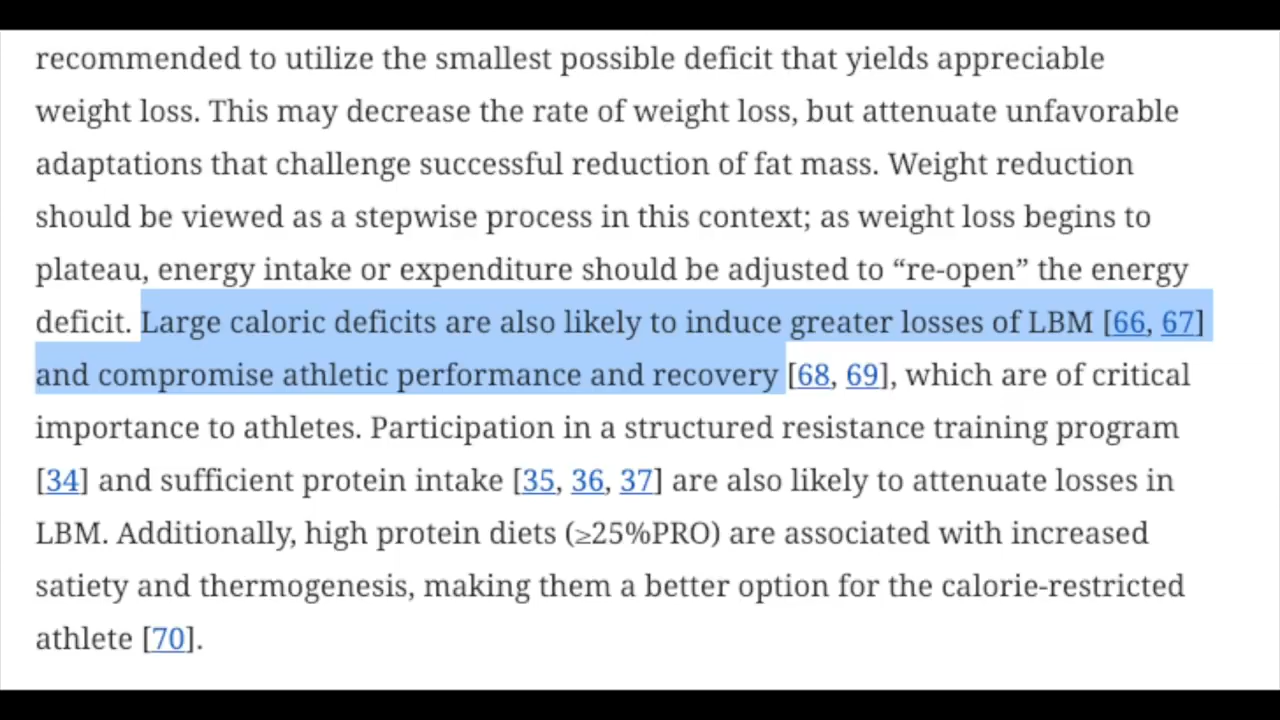 recommended to utilize the smallest possible deficit that yields appreciable
weight loss. This may decrease the rate of weight loss, but attenuate unfavorable
adaptations that challenge successful reduction of fat mass. Weight reduction
should be viewed as a stepwise process in this context; as weight loss begins to
plateau, energy intake or expenditure should be adjusted to “re-open” the energy
deficit. Large caloric deficits are also likely to induce greater losses of LBM [66, 67]
and compromise athletic performance and recovery [68, 69], which are of critical
importance to athletes. Participation in a structured resistance training program
[34] and sufficient protein intake [35, 36, 37] are also likely to attenuate losses in
LBM. Additionally, high protein diets (≥25%PRO) are associated with increased
satiety and thermogenesis, making them a better option for the calorie-restricted
athlete [70].